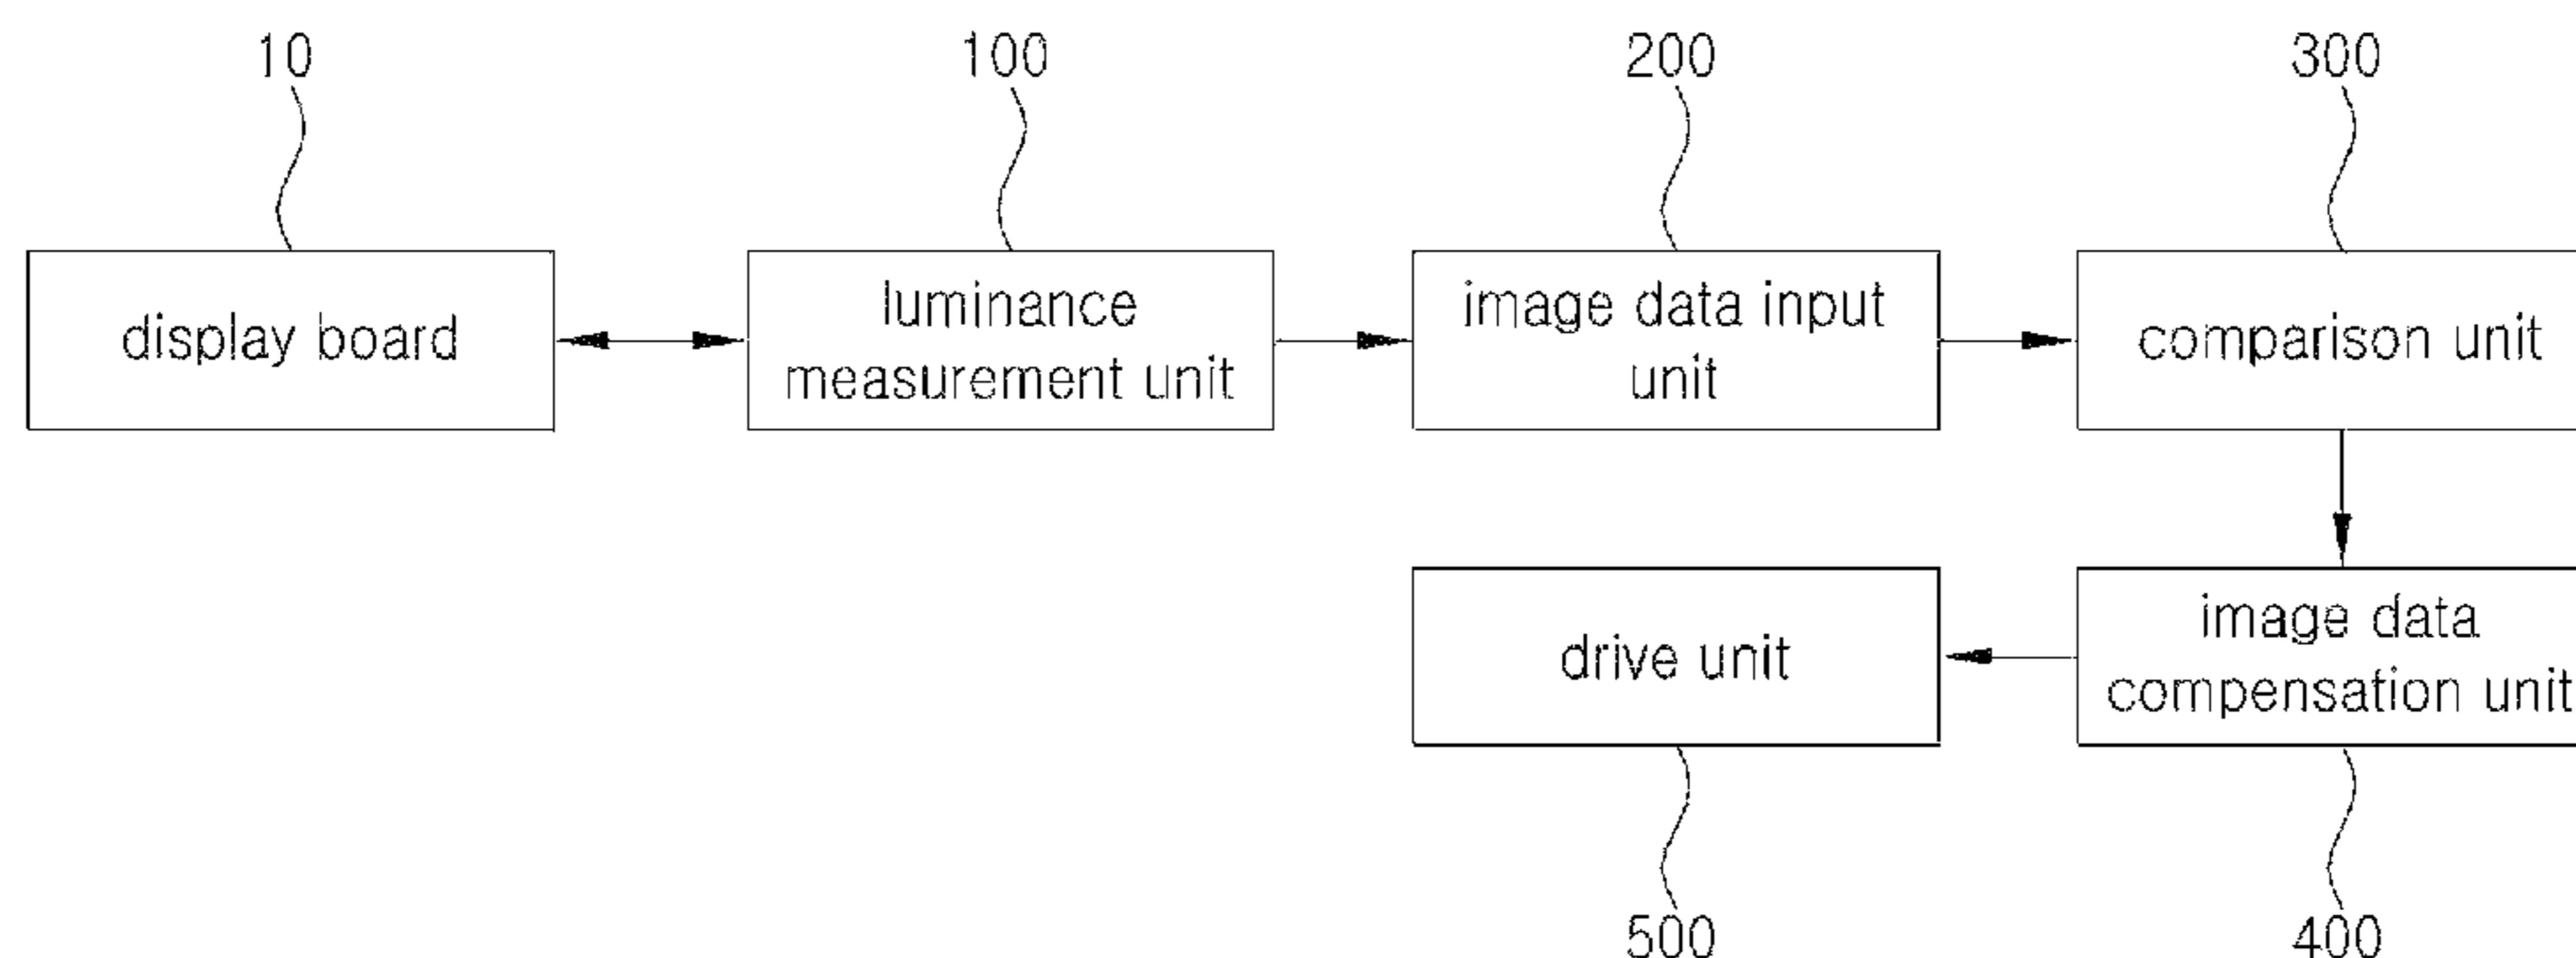 10
100
200
300
display board
luminance
measurement unit
image data input
unit
comparison unit
drive unit
image data
compensation unit
500
400